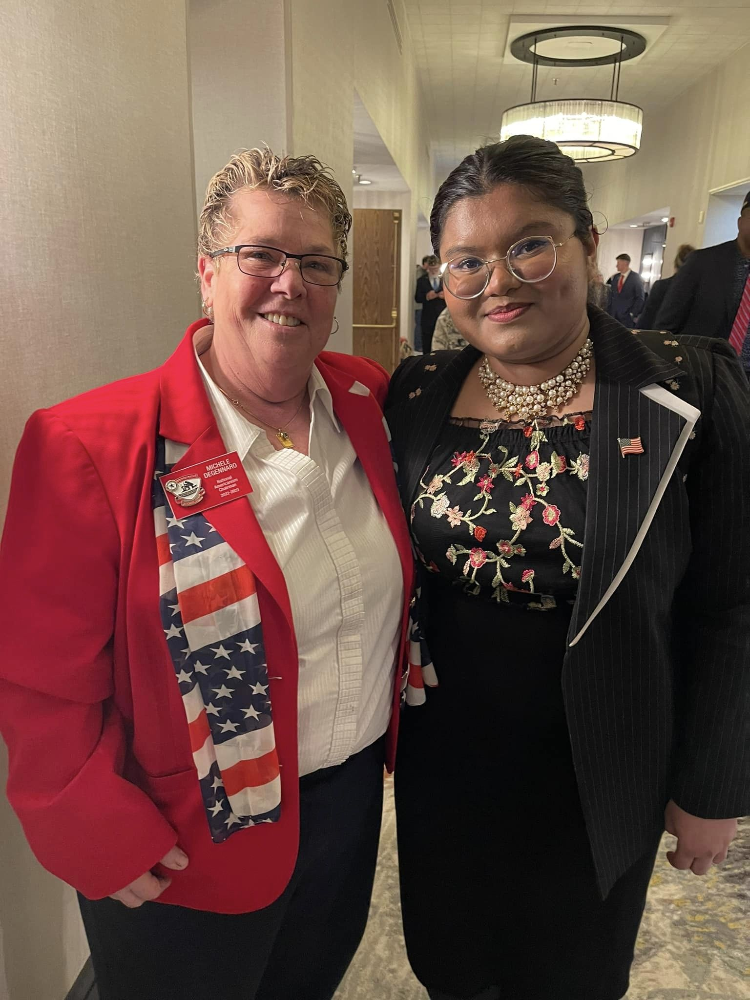 MICHELE
DEGENNARO
National
Americanism
Chairman
2022-2023